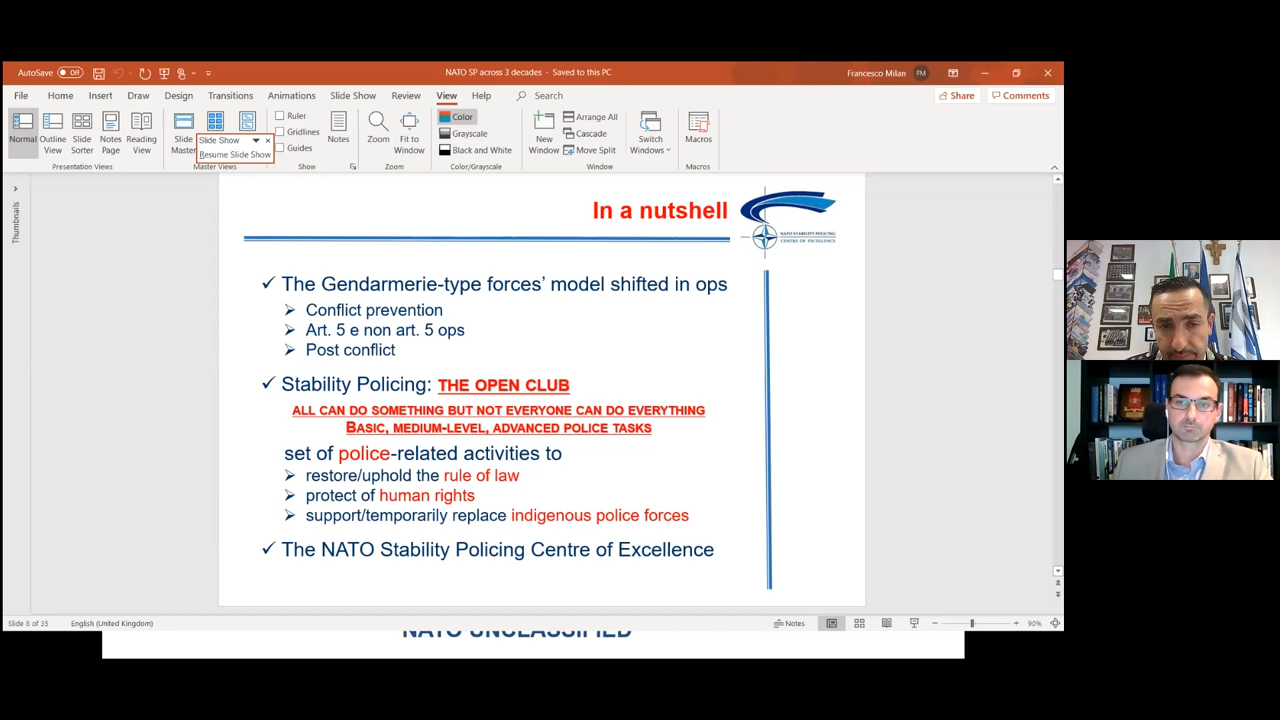 AutoSave Off
NATO SP across 3 decades - Saved to this PC
Francesco Milan FM
File Home Insert Draw Design Transitions Animations Slide Show Review View Help Search
Share Comments
Normal
Outline View
Slide Sorter
Notes Page
Reading View
Presentation Views
Slide Master
Slide Show
Resume Slide Show
Master Views
Ruler
Gridlines
Guides
Notes
Show
Zoom
Fit to Window
Zoom
Color
Grayscale
Black and White
Color/Grayscale
New Window
Arrange All
Cascade
Move Split
Switch Windows
Window
Macros
Macros
Thumbnails
In a nutshell
NATO STABILITY POLICING
CENTRE OF EXCELLENCE
✓ The Gendarmerie-type forces’ model shifted in ops
➢ Conflict prevention
➢ Art. 5 e non art. 5 ops
➢ Post conflict
✓ Stability Policing: THE OPEN CLUB
ALL CAN DO SOMETHING BUT NOT EVERYONE CAN DO EVERYTHING
BASIC, MEDIUM-LEVEL, ADVANCED POLICE TASKS
set of police-related activities to
➢ restore/uphold the rule of law
➢ protect of human rights
➢ support/temporarily replace indigenous police forces
✓ The NATO Stability Policing Centre of Excellence
Slide 8 of 35 English (United Kingdom) Notes 90%
NATO UNCLASSIFIED